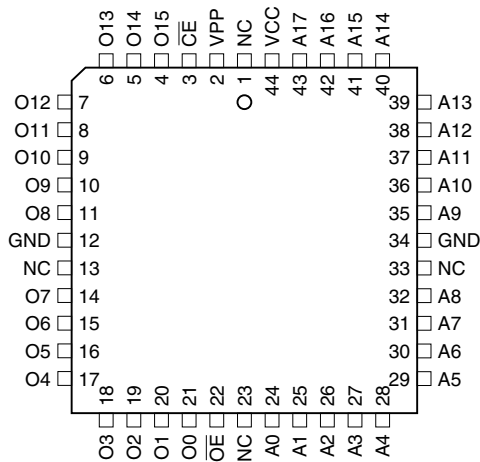 O13 O14 O15 C̅E̅ VPP NC VCC A17 A16 A15 A14
6 5 4 3 2 1 44 43 42 41 40
O12 7 39 A13
O11 8 38 A12
O10 9 37 A11
O9 10 36 A10
O8 11 35 A9
GND 12 34 GND
NC 13 33 NC
O7 14 32 A8
O6 15 31 A7
O5 16 30 A6
O4 17 29 A5
18 19 20 21 22 23 24 25 26 27 28
O3 O2 O1 O0 O̅E̅ NC A0 A1 A2 A3 A4